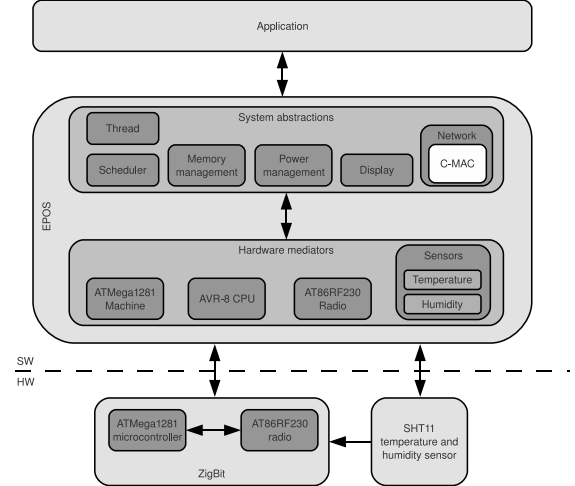 Application
EPOS
System abstractions
Thread
Scheduler
Memory
management
Power
management
Display
Network
C-MAC
Hardware mediators
ATMega1281
Machine
AVR-8 CPU
AT86RF230
Radio
Sensors
Temperature
Humidity
SW
HW
ATMega1281
microcontroller
AT86RF230
radio
ZigBit
SHT11
temperature and
humidity sensor